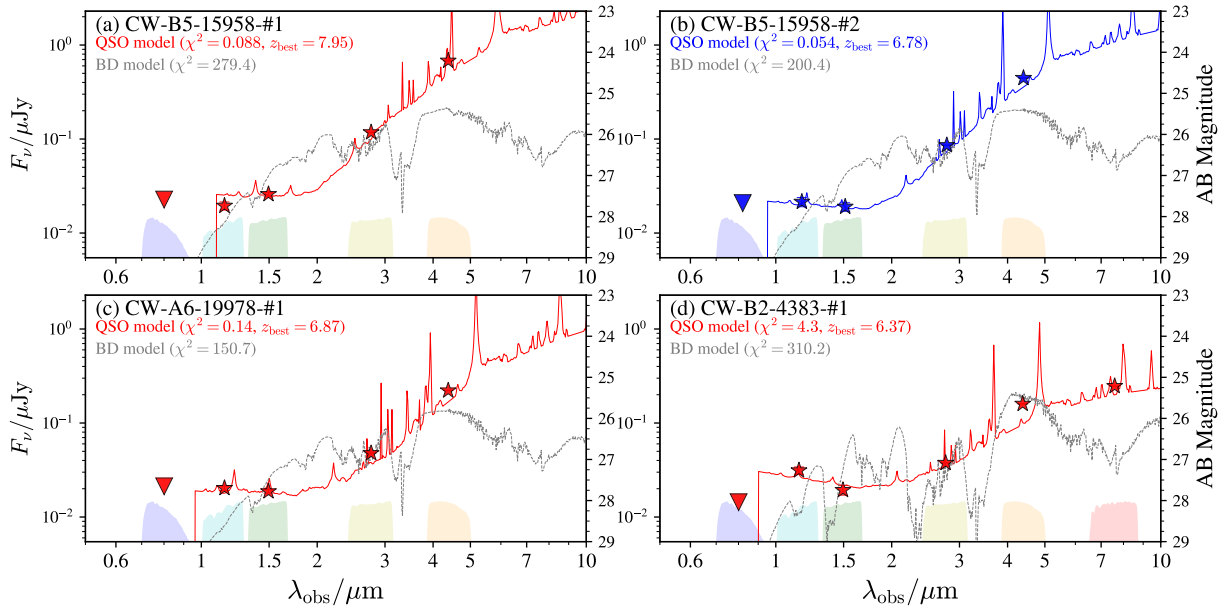 (a) CW-B5-15958-#1
QSO model (χ² = 0.088, z_best = 7.95)
BD model (χ² = 279.4)
(b) CW-B5-15958-#2
QSO model (χ² = 0.054, z_best = 6.78)
BD model (χ² = 200.4)
F_ν/μJy
10⁰
10⁻¹
10⁻²
23
24
25
26
27
28
29
10⁰
10⁻¹
10⁻²
23
24
25
26
27
28
29
AB Magnitude
0.6 1 1.5 2 3 4 5 6 7 8 10
0.6 1 1.5 2 3 4 5 6 7 8 10
(c) CW-A6-19978-#1
QSO model (χ² = 0.14, z_best = 6.87)
BD model (χ² = 150.7)
(d) CW-B2-4383-#1
QSO model (χ² = 4.3, z_best = 6.37)
BD model (χ² = 310.2)
F_ν/μJy
10⁰
10⁻¹
10⁻²
23
24
25
26
27
28
29
10⁰
10⁻¹
10⁻²
23
24
25
26
27
28
29
AB Magnitude
0.6 1 1.5 2 3 4 5 6 7 8 10
0.6 1 1.5 2 3 4 5 6 7 8 10
λ_obs/μm
λ_obs/μm